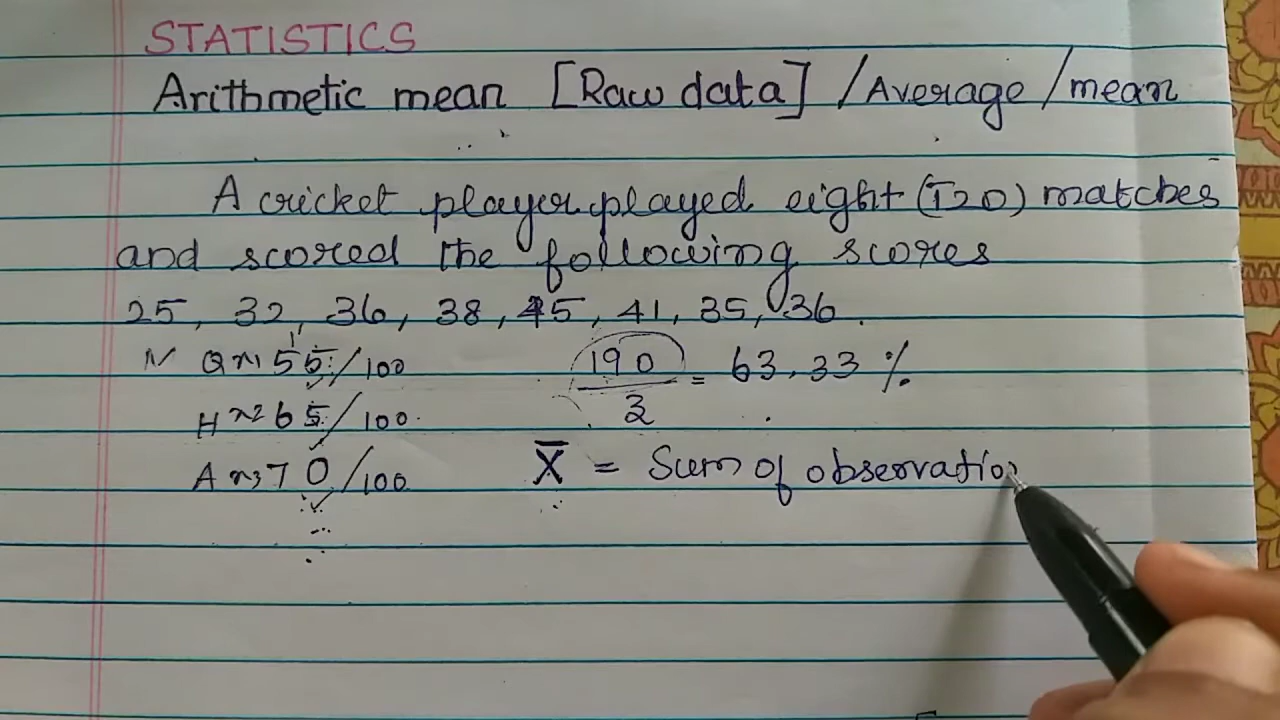 STATISTICS
Arithmetic mean [Raw data] / Average / mean
A cricket player played eight (T20) matches
and scored the following scores
25, 32, 36, 38, 45, 41, 35, 36.
Q 55/100 190/3 = 63.33 %
H 65/100
A 70/100 X̅ = Sum of observation